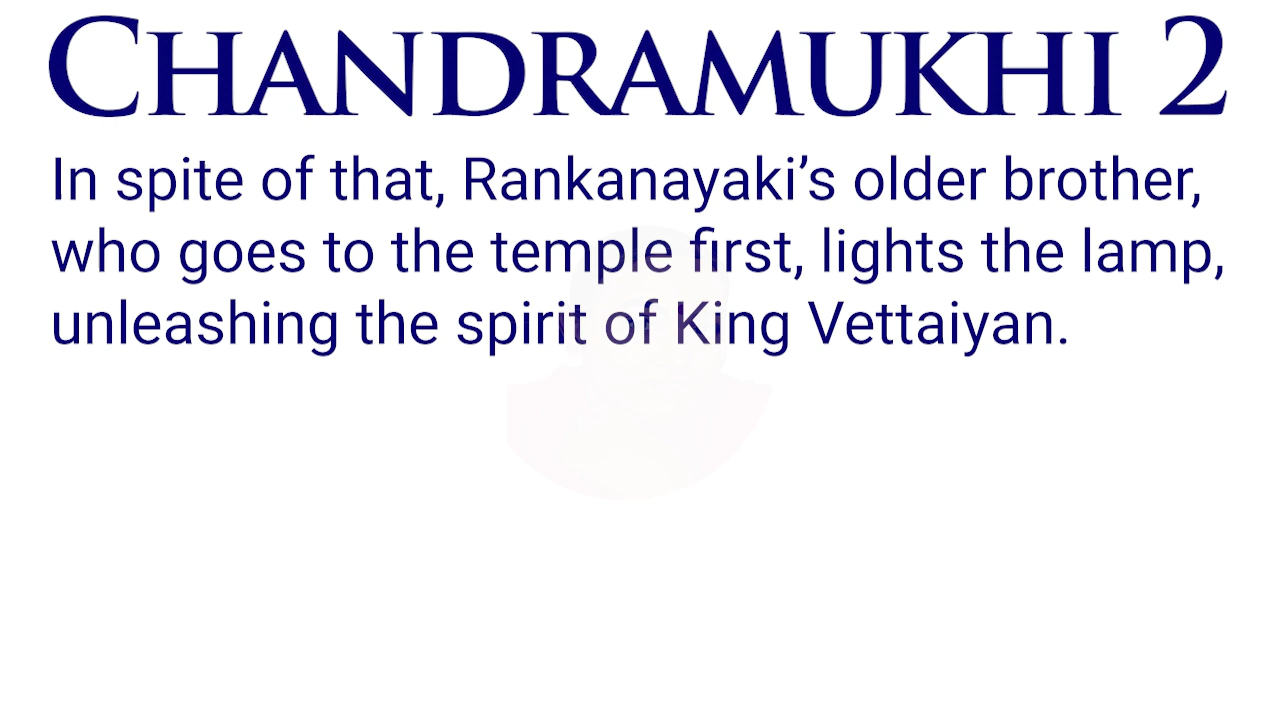 CHANDRAMUKHI 2
In spite of that, Rankanayaki’s older brother,
who goes to the temple first, lights the lamp,
unleashing the spirit of King Vettaiyan.